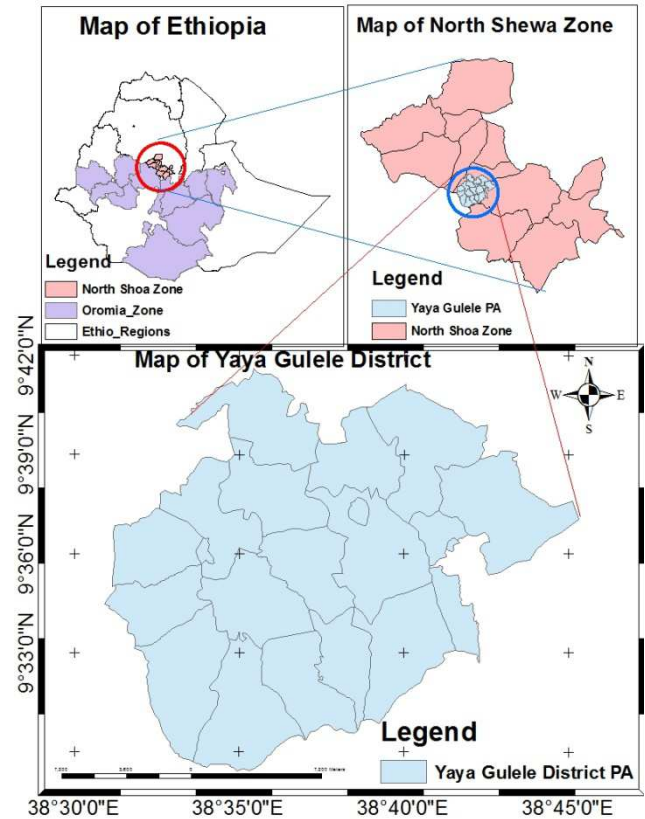 Map of Ethiopia
Legend
North Shoa Zone
Oromia_Zone
Ethio_Regions
Map of North Shewa Zone
Legend
Yaya Gulele PA
North Shoa Zone
Map of Yaya Gulele District
N
W
E
S
9°42'0"N
9°39'0"N
9°36'0"N
9°33'0"N
Legend
Yaya Gulele District PA
38°30'0"E
38°35'0"E
38°40'0"E
38°45'0"E